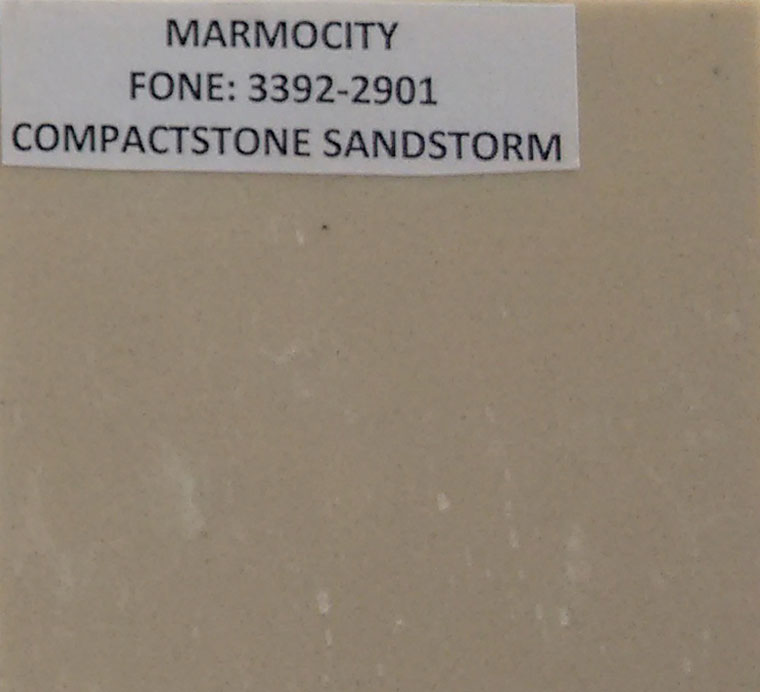 MARMOCITY
FONE: 3392-2901
COMPACTSTONE SANDSTORM